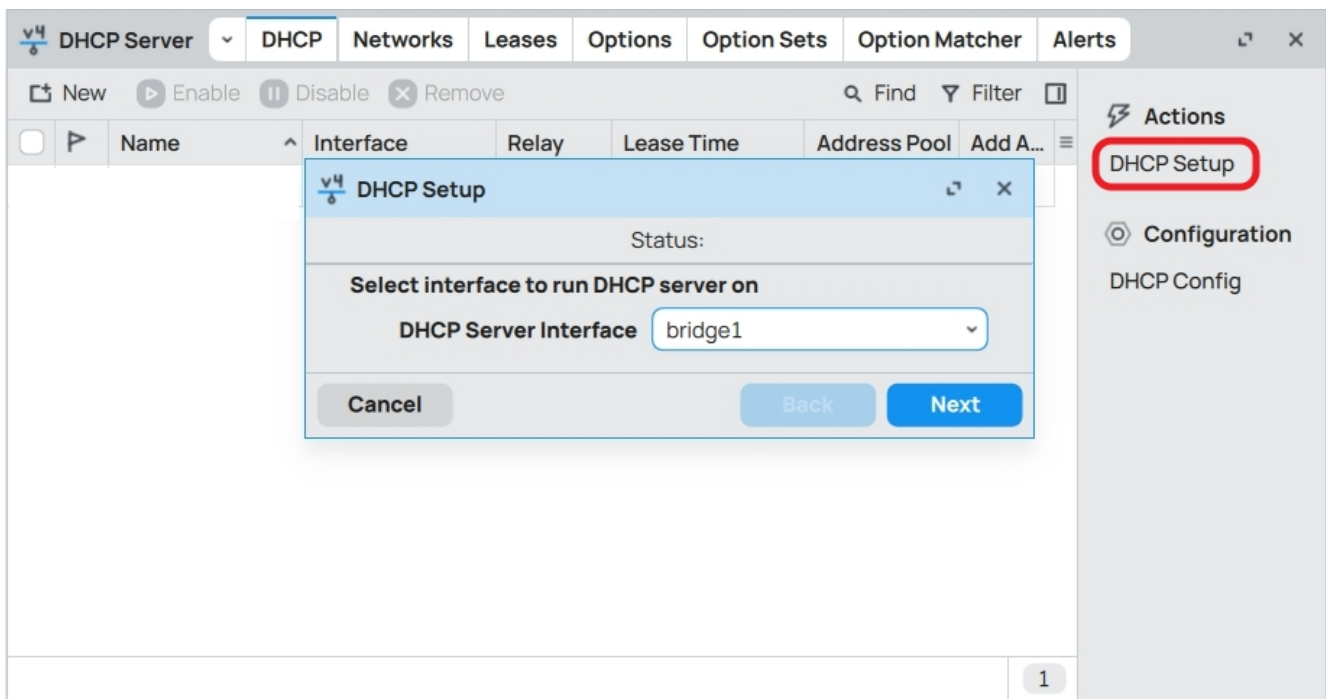 v4 DHCP Server DHCP Networks Leases Options Option Sets Option Matcher Alerts
New Enable Disable Remove Find Filter
Name Interface Relay Lease Time Address Pool Add A...
v4 DHCP Setup
Status:
Select interface to run DHCP server on
DHCP Server Interface bridge1
Cancel Back Next
1
Actions
DHCP Setup
Configuration
DHCP Config